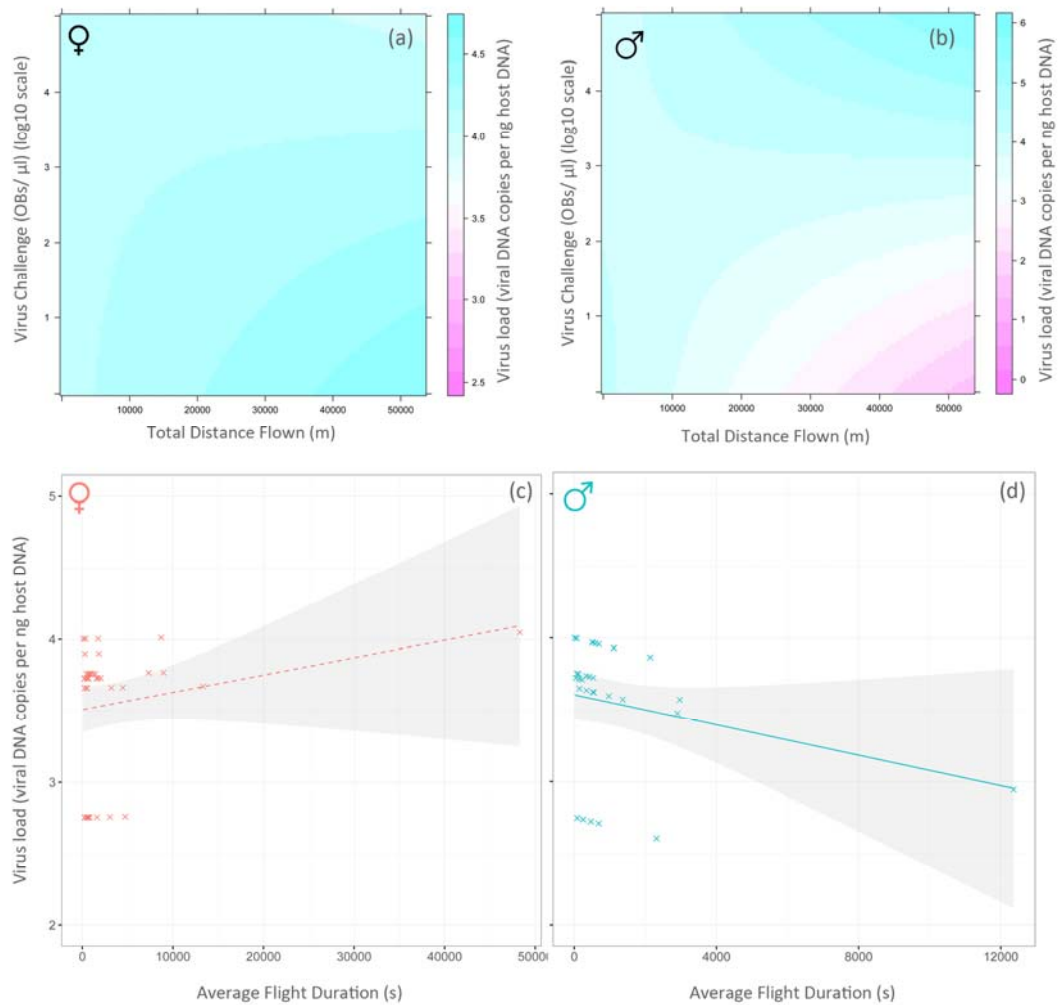 ♀ (a)
Virus Challenge (OBs/ µl) (log10 scale)
4
3
2
1
10000 20000 30000 40000 50000
Total Distance Flown (m)
4.5
4.0
3.5
3.0
2.5
Virus load (viral DNA copies per ng host DNA)
♂ (b)
Virus Challenge (OBs/ µl) (log10 scale)
4
3
2
1
10000 20000 30000 40000 50000
Total Distance Flown (m)
6
5
4
3
2
1
0
Virus load (viral DNA copies per ng host DNA)
♀ (c)
Virus load (viral DNA copies per ng host DNA)
5
4
3
2
0 10000 20000 30000 40000 50000
Average Flight Duration (s)
♂ (d)
0 4000 8000 12000
Average Flight Duration (s)